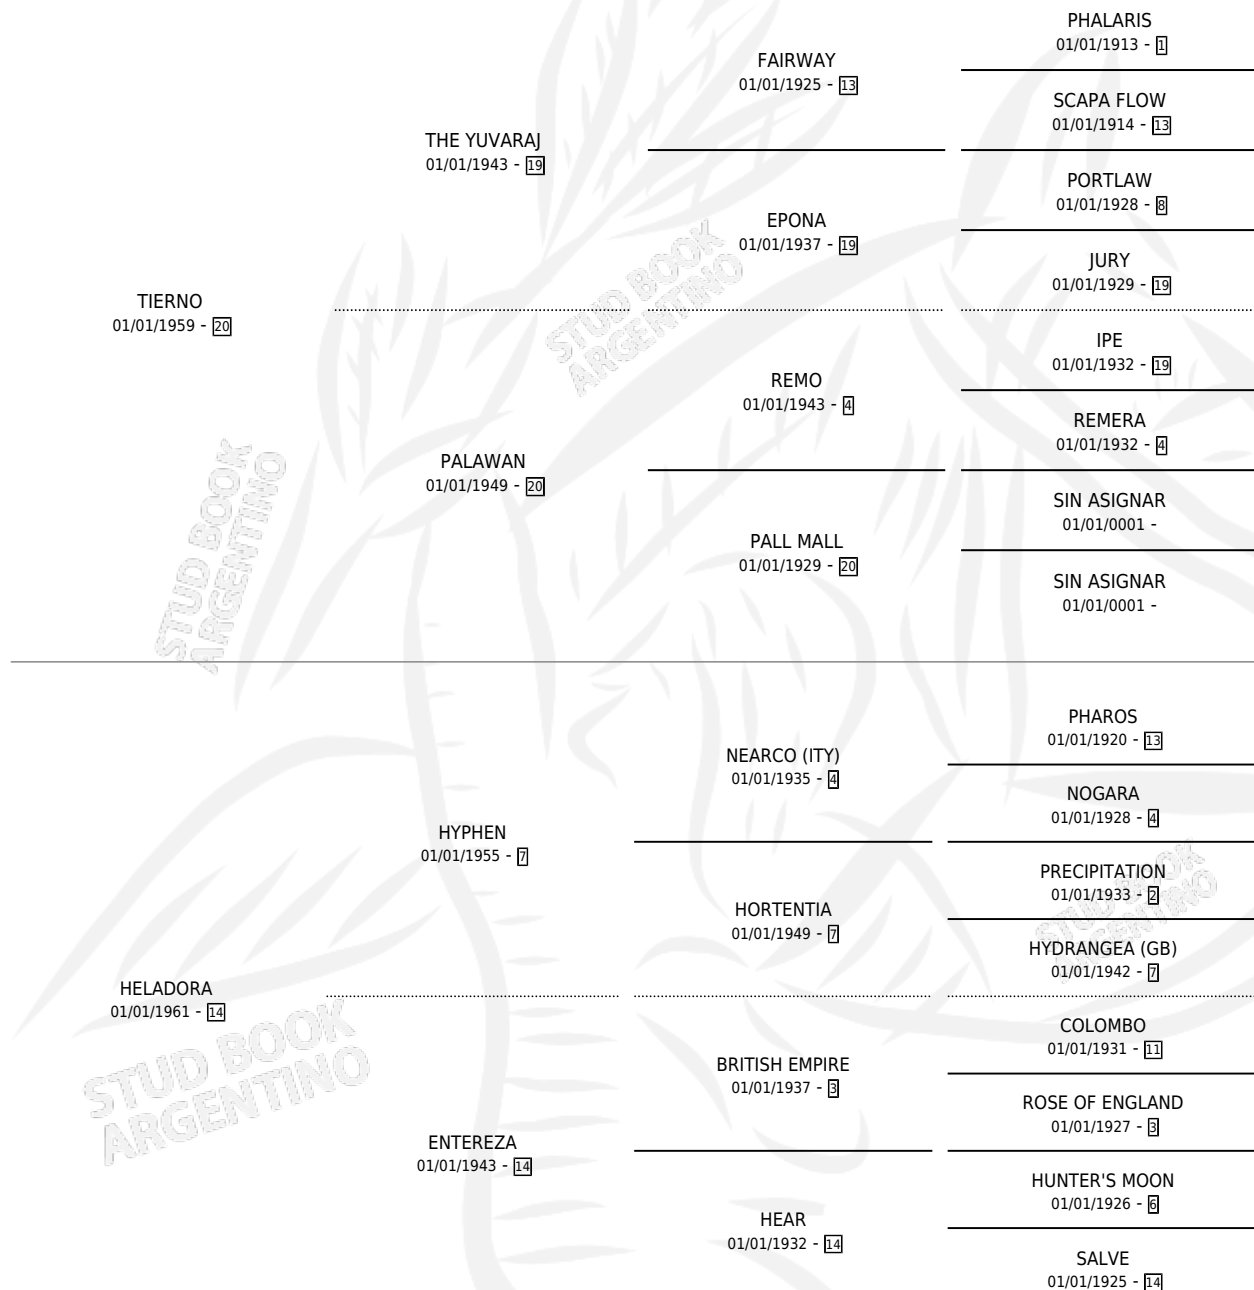 PHALARIS
01/01/1913 - 1
FAIRWAY
01/01/1925 - 13
SCAPA FLOW
01/01/1914 - 13
THE YUVARAJ
01/01/1943 - 19
PORTLAW
01/01/1928 - 8
EPONA
01/01/1937 - 19
JURY
01/01/1929 - 19
TIERNO
01/01/1959 - 20
IPE
01/01/1932 - 19
REMO
01/01/1943 - 4
REMERA
01/01/1932 - 4
PALAWAN
01/01/1949 - 20
SIN ASIGNAR
01/01/0001 -
PALL MALL
01/01/1929 - 20
SIN ASIGNAR
01/01/0001 -
STUD BOOK
ARGENTINO
STUD BOOK
ARGENTINO
PHAROS
01/01/1920 - 13
NEARCO (ITY)
01/01/1935 - 4
NOGARA
01/01/1928 - 4
HYPHEN
01/01/1955 - 7
PRECIPITATION
01/01/1933 - 2
HORTENTIA
01/01/1949 - 7
HYDRANGEA (GB)
01/01/1942 - 7
STUD BOOK
ARGENTINO
HELADORA
01/01/1961 - 14
COLOMBO
01/01/1931 - 11
BRITISH EMPIRE
01/01/1937 - 3
ROSE OF ENGLAND
01/01/1927 - 3
ENTEREZA
01/01/1943 - 14
HUNTER'S MOON
01/01/1926 - 6
HEAR
01/01/1932 - 14
SALVE
01/01/1925 - 14
STUD BOOK
ARGENTINO